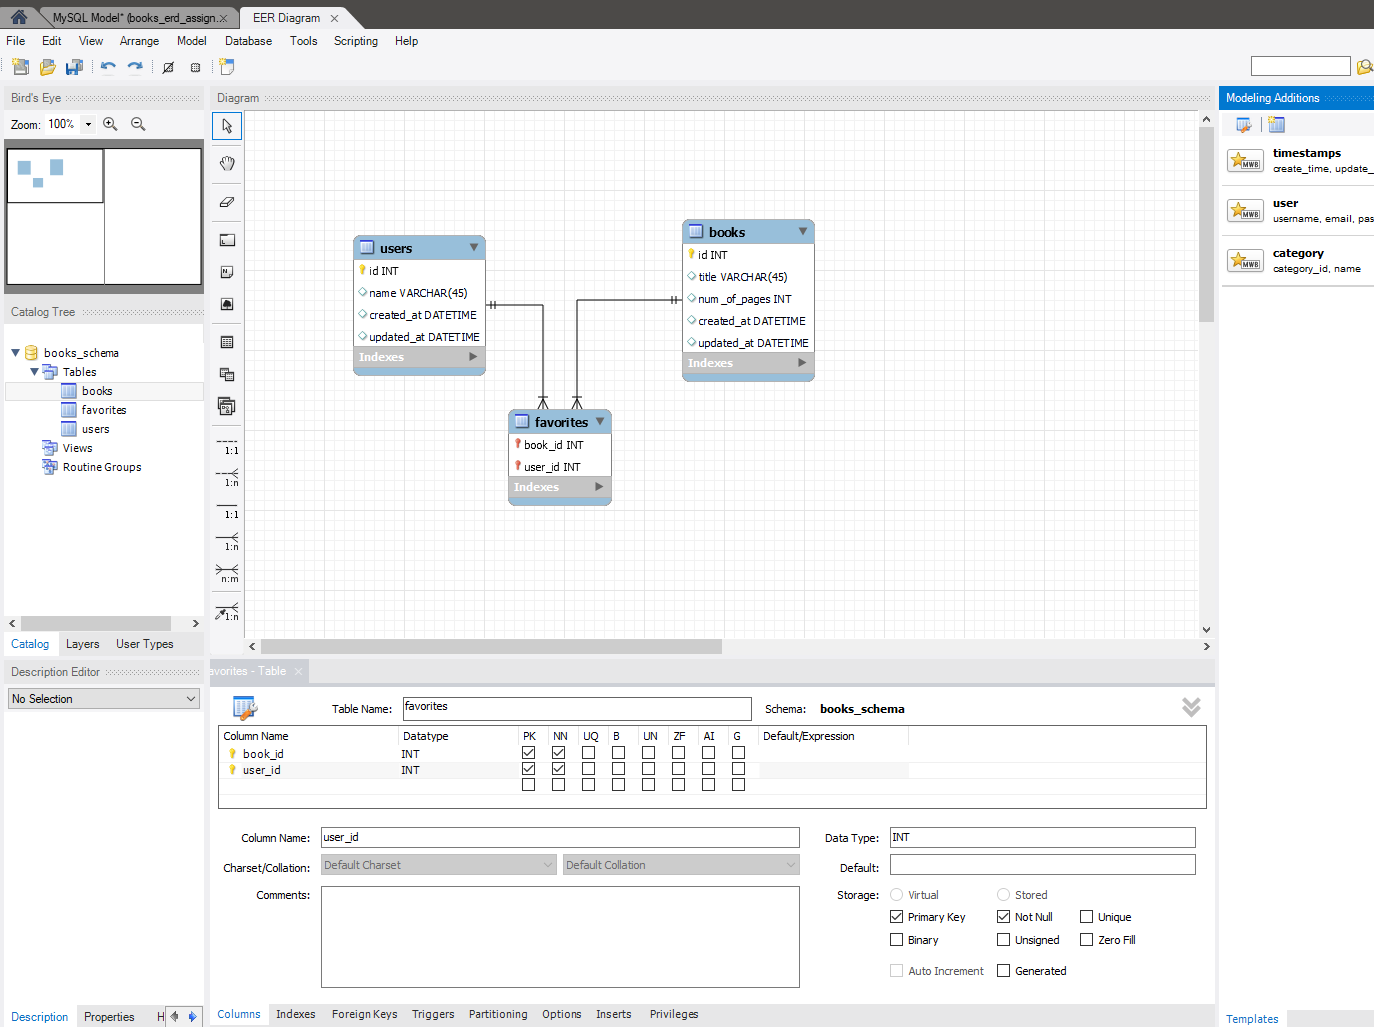 MySQL Model* (books_erd_assign...
EER Diagram
File Edit View Arrange Model Database Tools Scripting Help
Bird's Eye
Zoom: 100%
Catalog Tree
books_schema
Tables
books
favorites
users
Views
Routine Groups
Catalog Layers User Types
Description Editor
No Selection
Description Properties H
Diagram
1:1
1:n
1:1
1:n
n:m
1:n
users
id INT
name VARCHAR(45)
created_at DATETIME
updated_at DATETIME
Indexes
books
id INT
title VARCHAR(45)
num_of_pages INT
created_at DATETIME
updated_at DATETIME
Indexes
favorites
book_id INT
user_id INT
Indexes
Modeling Additions
timestamps
create_time, update_
MWB
user
username, email, pas
MWB
category
category_id, name
MWB
Templates
avorites - Table
Table Name: favorites Schema: books_schema
Column Name Datatype PK NN UQ B UN ZF AI G Default/Expression
book_id INT
user_id INT
Column Name: user_id Data Type: INT
Charset/Collation: Default Charset Default Collation Default:
Comments: Storage: Virtual Stored
Primary Key Not Null Unique
Binary Unsigned Zero Fill
Auto Increment Generated
Columns Indexes Foreign Keys Triggers Partitioning Options Inserts Privileges